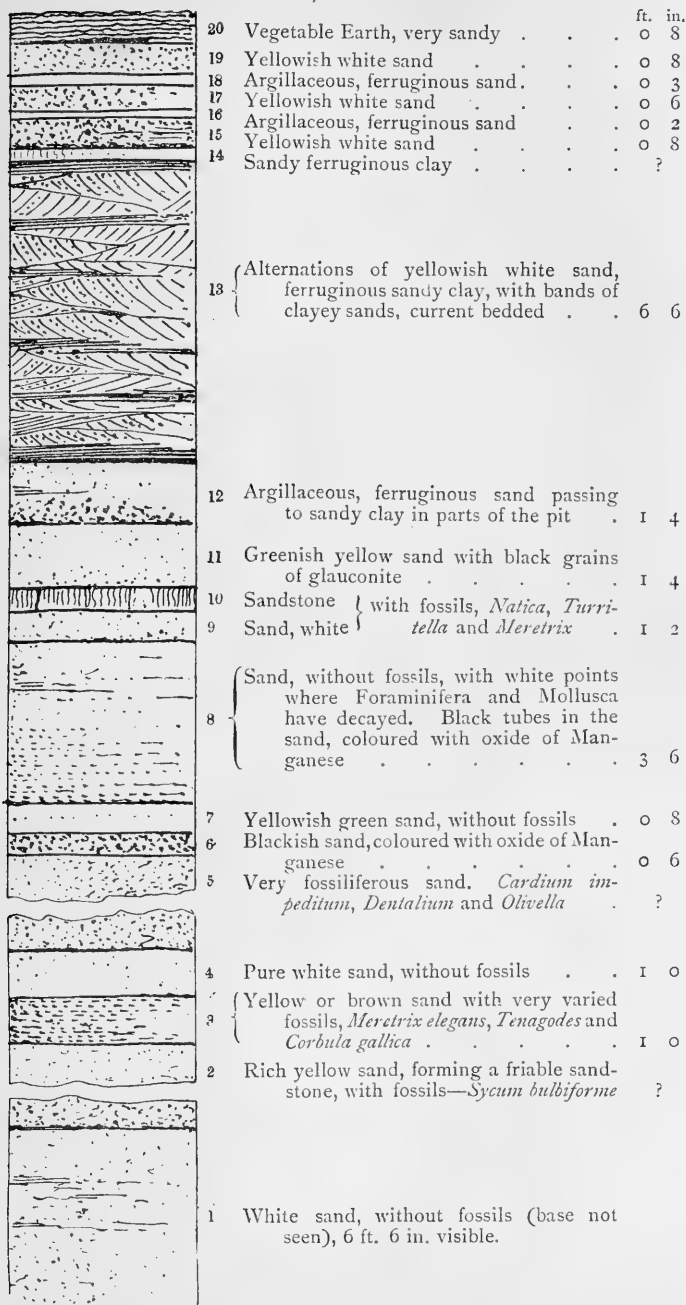 ft. in.
20 Vegetable Earth, very sandy . . . 0 8
19 Yellowish white sand . . . . 0 8
18 Argillaceous, ferruginous sand . . . 0 3
17 Yellowish white sand . . . . 0 6
16 Argillaceous, ferruginous sand . . 0 2
15 Yellowish white sand . . . . 0 8
14 Sandy ferruginous clay . . . . ?
Alternations of yellowish white sand,
13 ferruginous sandy clay, with bands of
clayey sands, current bedded . . 6 6
12 Argillaceous, ferruginous sand passing
to sandy clay in parts of the pit . 1 4
11 Greenish yellow sand with black grains
of glauconite . . . . . 1 4
10 Sandstone { with fossils, Natica, Turri-
9 Sand, white } tella and Meretrix . 1 2
Sand, without fossils, with white points
where Foraminifera and Mollusca
8 have decayed. Black tubes in the
sand, coloured with oxide of Man-
ganese . . . . . . 3 6
7 Yellowish green sand, without fossils . 0 8
6 Blackish sand, coloured with oxide of Man-
ganese . . . . . . 0 6
5 Very fossiliferous sand. Cardium im-
peditum, Dentalium and Olivella . ?
4 Pure white sand, without fossils . . 1 0
3 Yellow or brown sand with very varied
fossils, Meretrix elegans, Tenagodes and
Corbula gallica . . . . . 1 0
2 Rich yellow sand, forming a friable sand-
stone, with fossils—Sycum bulbiforme ?
1 White sand, without fossils (base not
seen), 6 ft. 6 in. visible.